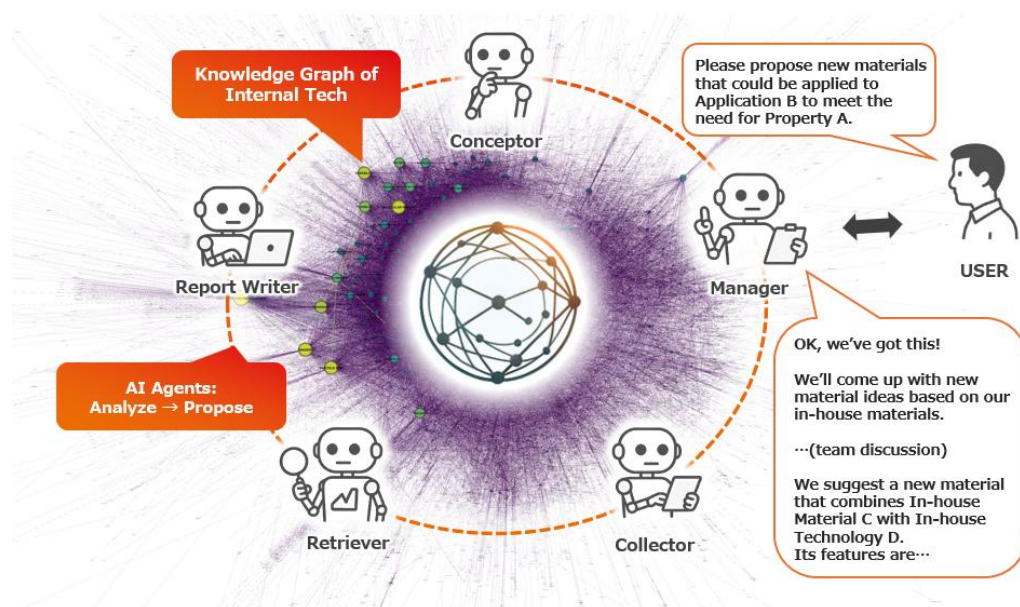 Knowledge Graph of
Internal Tech
Conceptor
Please propose new materials
that could be applied to
Application B to meet the
need for Property A.
Report Writer
Manager
USER
AI Agents:
Analyze → Propose
OK, we’ve got this!
We’ll come up with new
material ideas based on our
in-house materials.
…(team discussion)
We suggest a new material
that combines In-house
Material C with In-house
Technology D.
Its features are…
Retriever
Collector